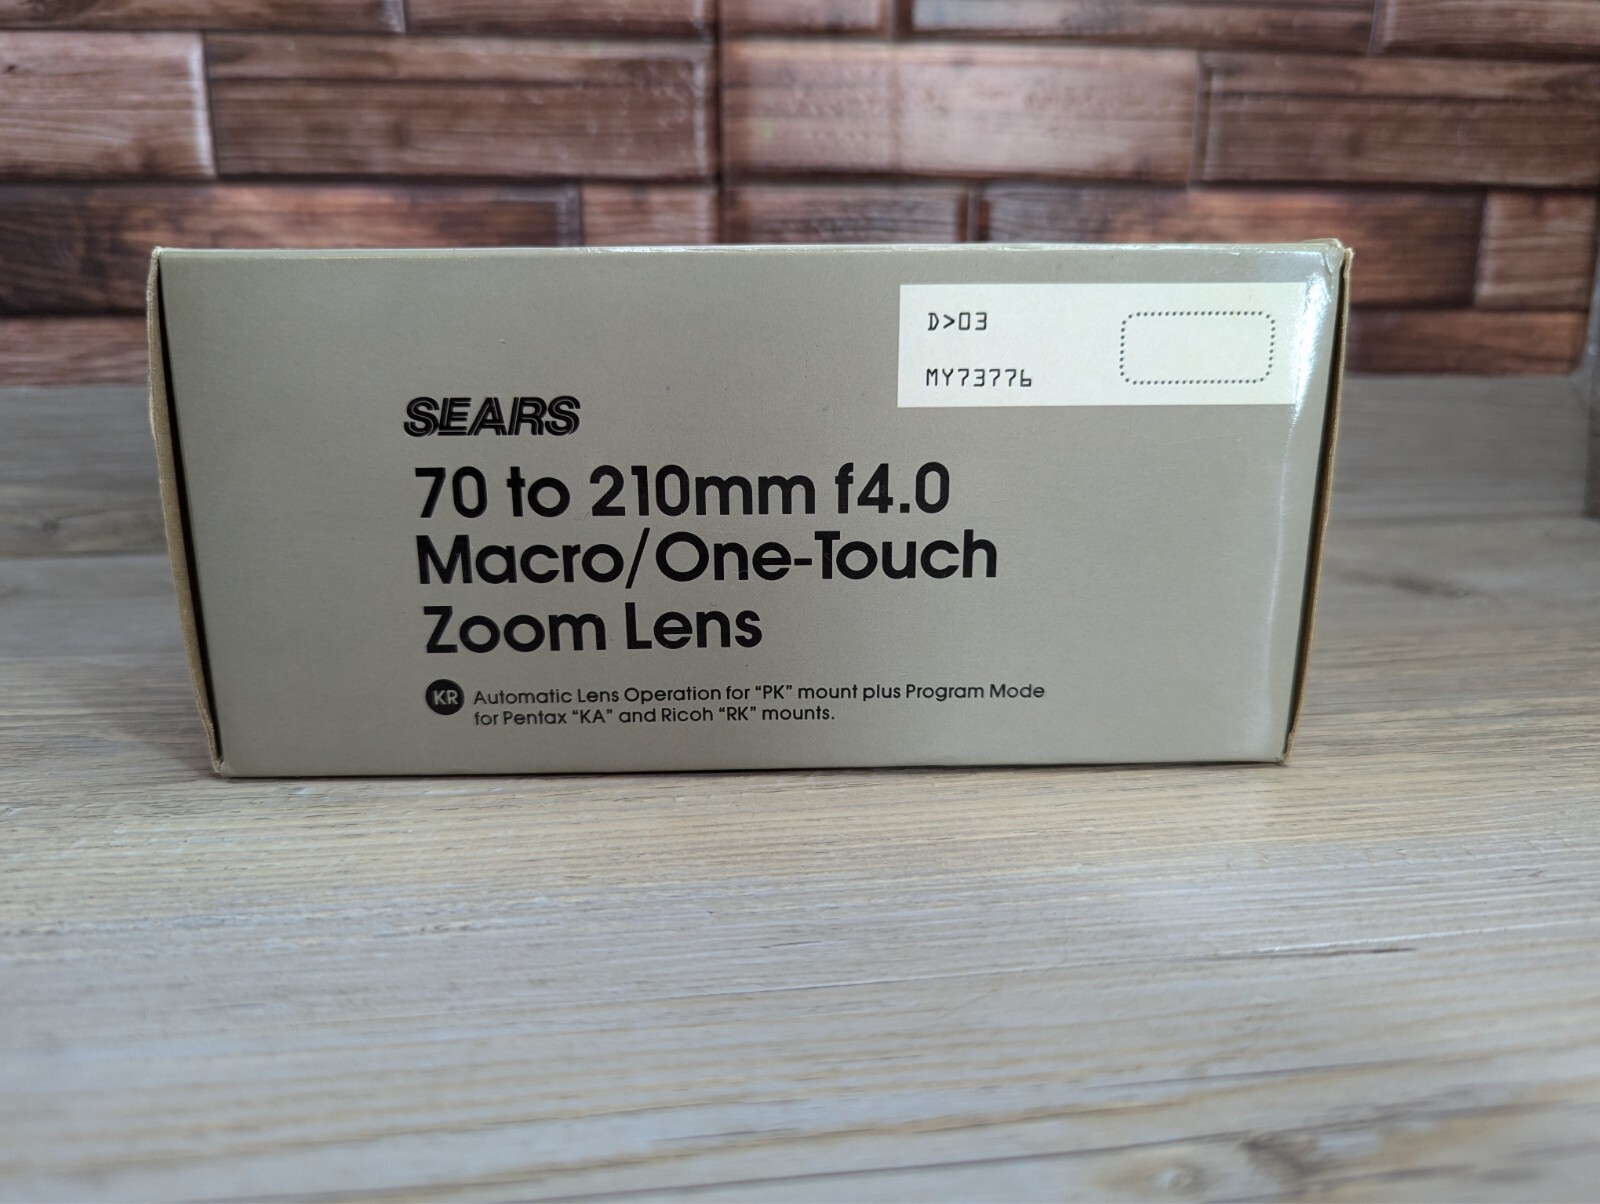 D>03
MY73776
SEARS
70 to 210mm f4.0
Macro/One-Touch
Zoom Lens
KR Automatic Lens Operation for “PK” mount plus Program Mode
for Pentax “KA” and Ricoh “RK” mounts.